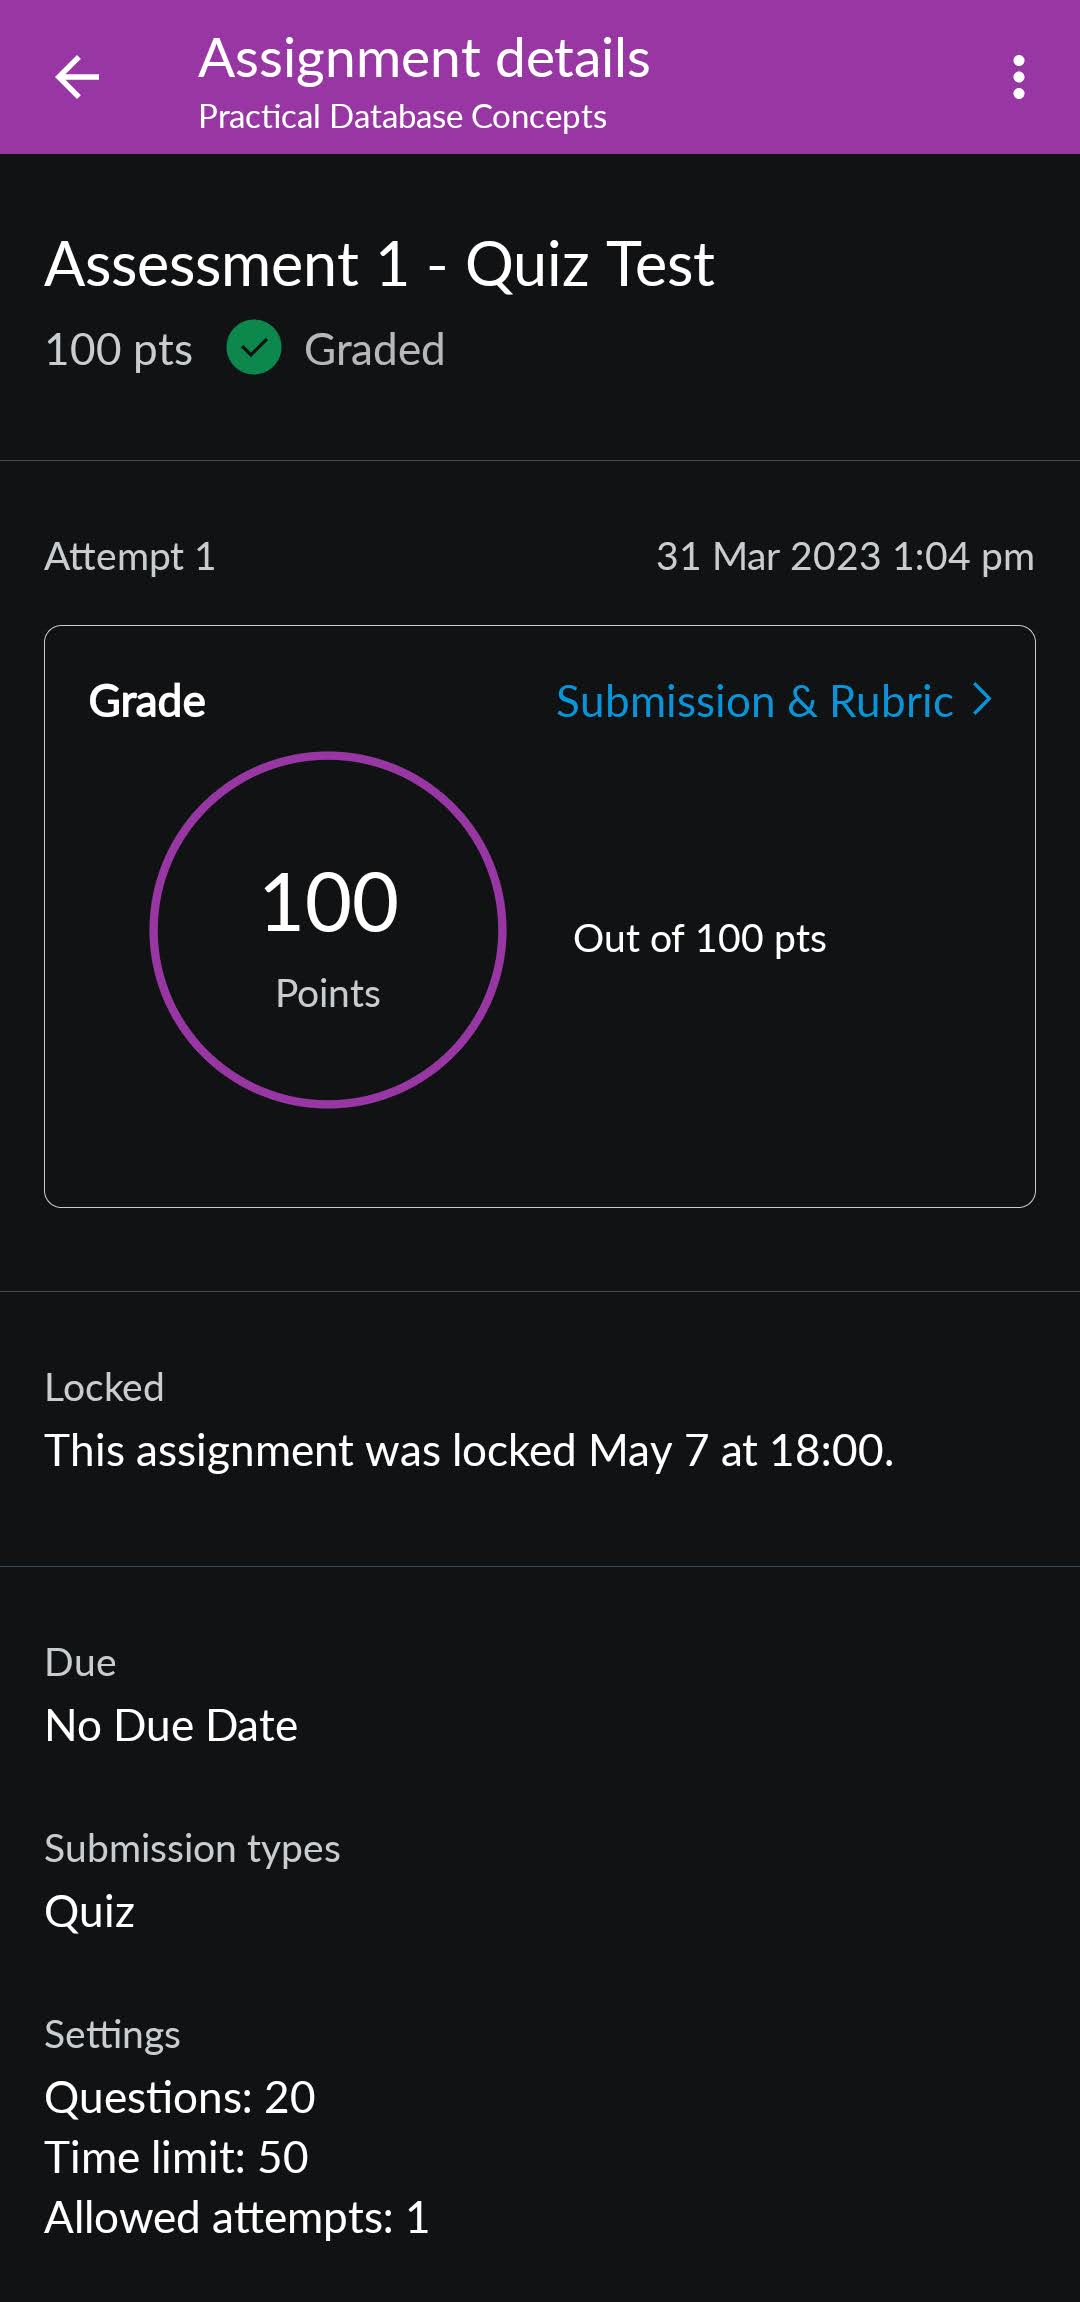 Assignment details
Practical Database Concepts
Assessment 1 - Quiz Test
100 pts Graded
Attempt 1 31 Mar 2023 1:04 pm
Grade Submission & Rubric
100
Points
Out of 100 pts
Locked
This assignment was locked May 7 at 18:00.
Due
No Due Date
Submission types
Quiz
Settings
Questions: 20
Time limit: 50
Allowed attempts: 1